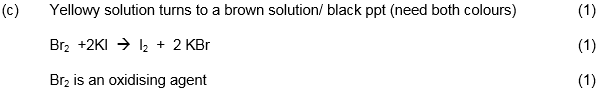 (c) Yellowy solution turns to a brown solution/ black ppt (need both colours) (1)
Br₂ +2KI → I₂ + 2 KBr (1)
Br₂ is an oxidising agent (1)